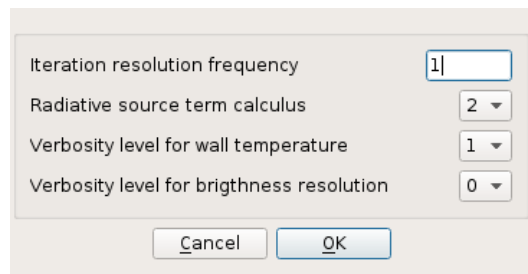 Iteration resolution frequency 1
Radiative source term calculus 2
Verbosity level for wall temperature 1
Verbosity level for brigthness resolution 0
Cancel OK